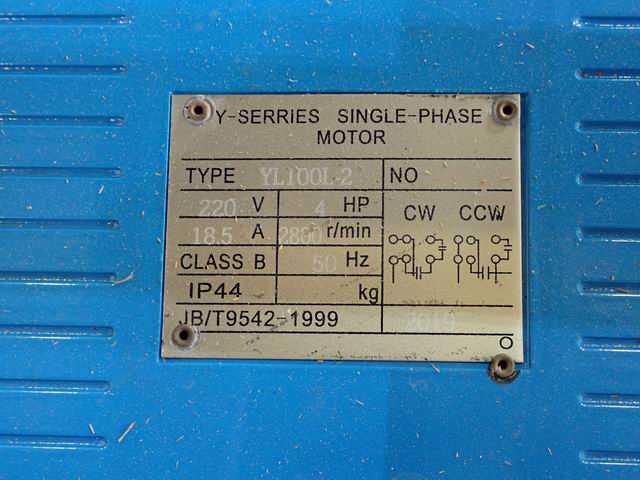 Y-SERRIES SINGLE-PHASE
MOTOR
TYPE YL100L-2 NO
220 V 4 HP CW CCW
18.5 A 2800 r/min
CLASS B 50 Hz
IP44 kg
JB/T9542-1999 2019